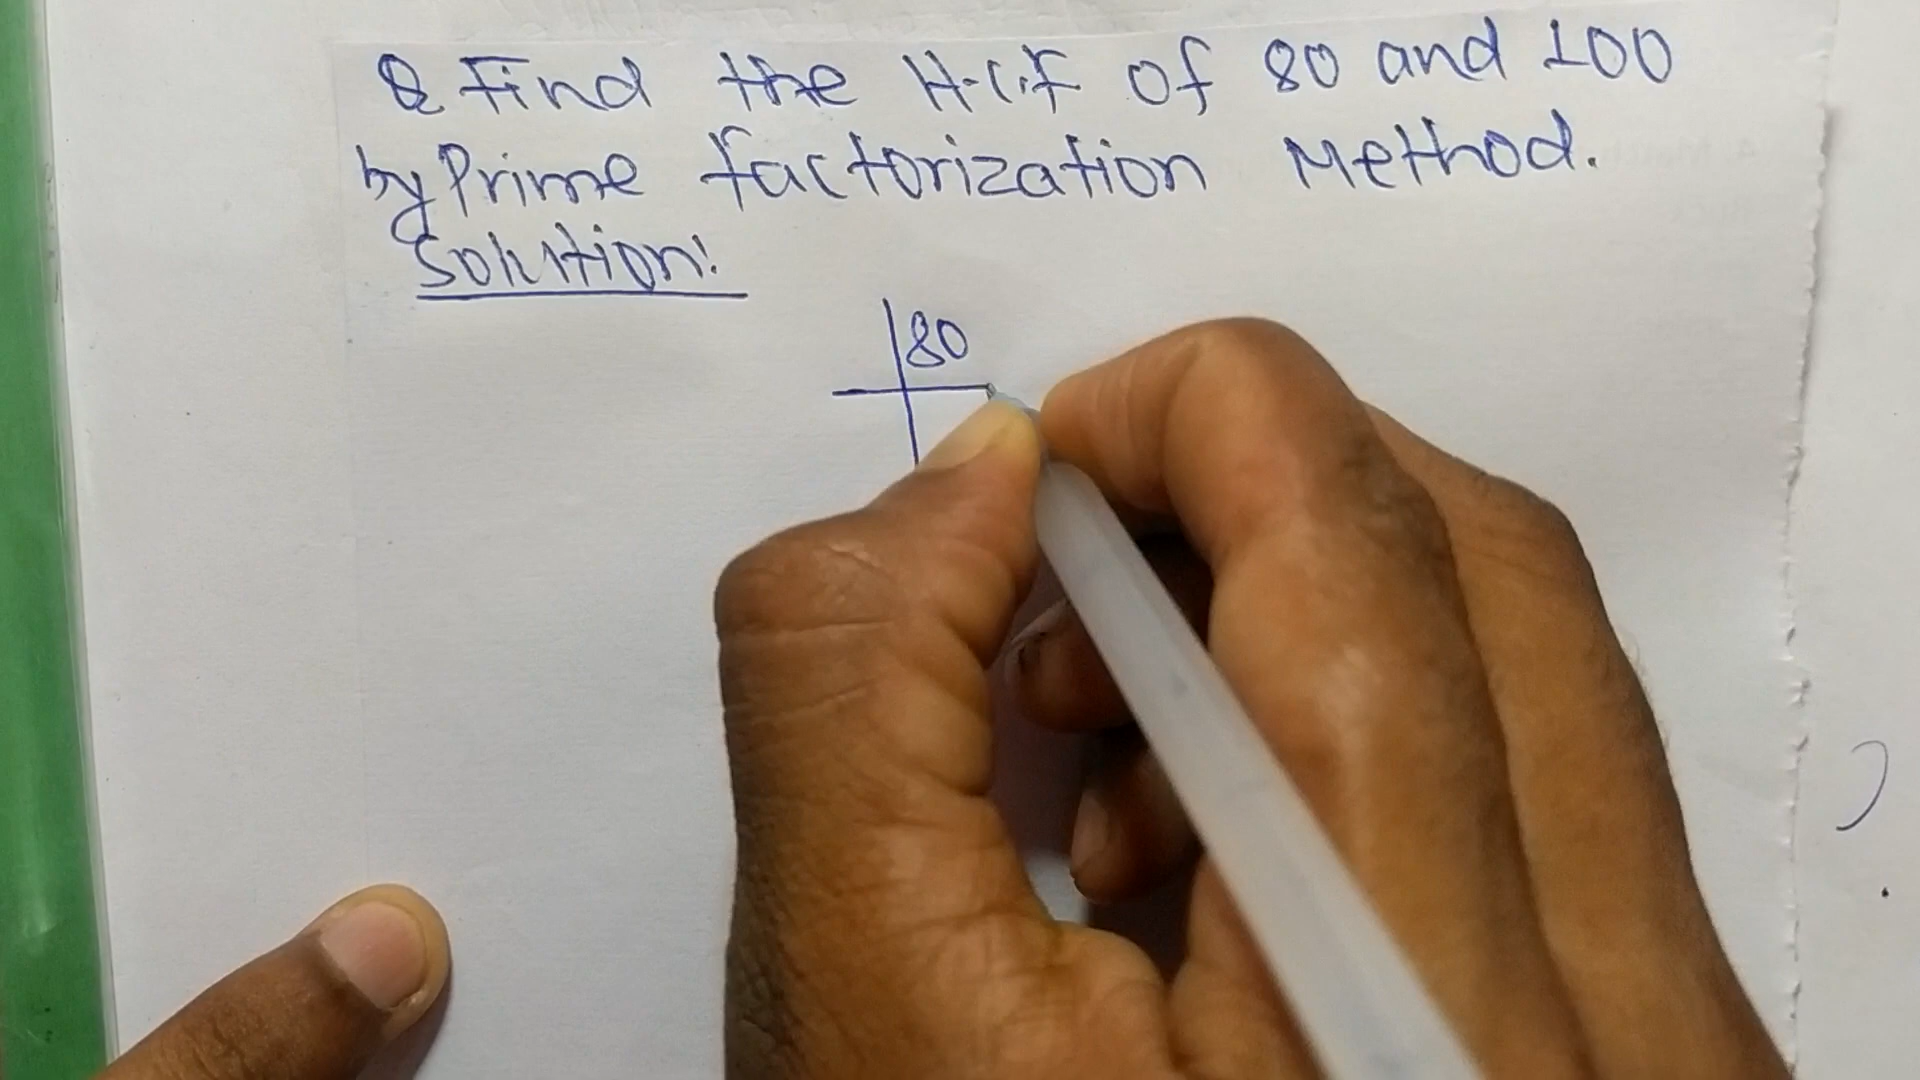 Q Find the H.C.F of 80 and 100
by Prime factorization Method.
Solution:
80